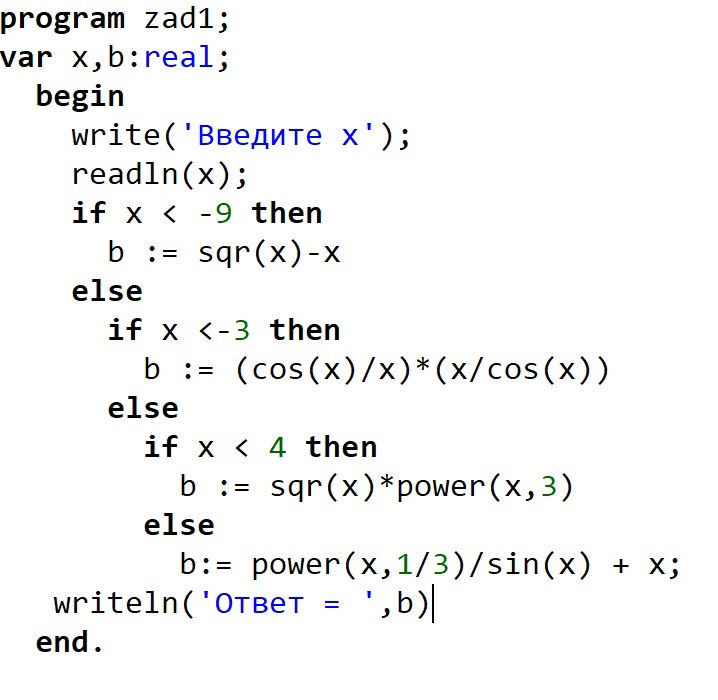 program zad1;
var x,b:real;
  begin
    write('Введите x');
    readln(x);
    if x < -9 then
      b := sqr(x)-x
    else
      if x <-3 then
        b := (cos(x)/x)*(x/cos(x))
      else
        if x < 4 then
          b := sqr(x)*power(x,3)
        else
          b:= power(x,1/3)/sin(x) + x;
   writeln('Ответ = ',b)
  end.